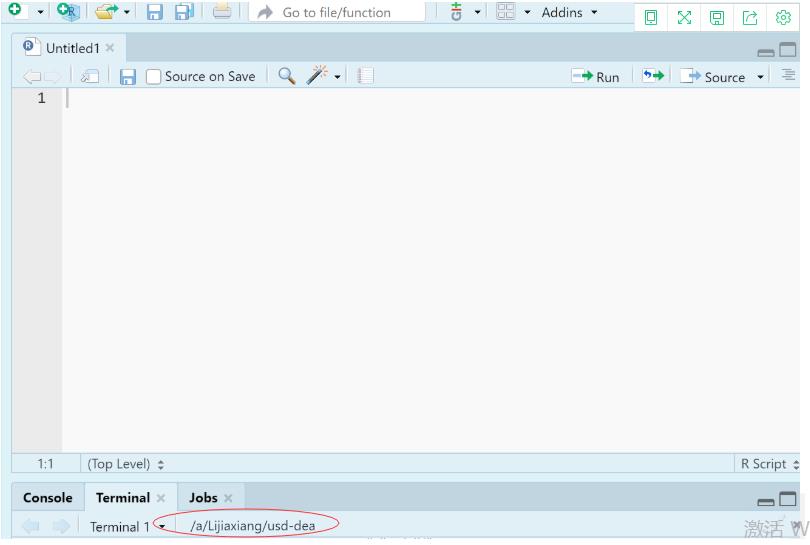 Go to file/function
Addins
Untitled1
Source on Save
Run
Source
1
1:1
(Top Level)
R Script
Console
Terminal
Jobs
Terminal 1
/a/Lijiaxiang/usd-dea
激活 W